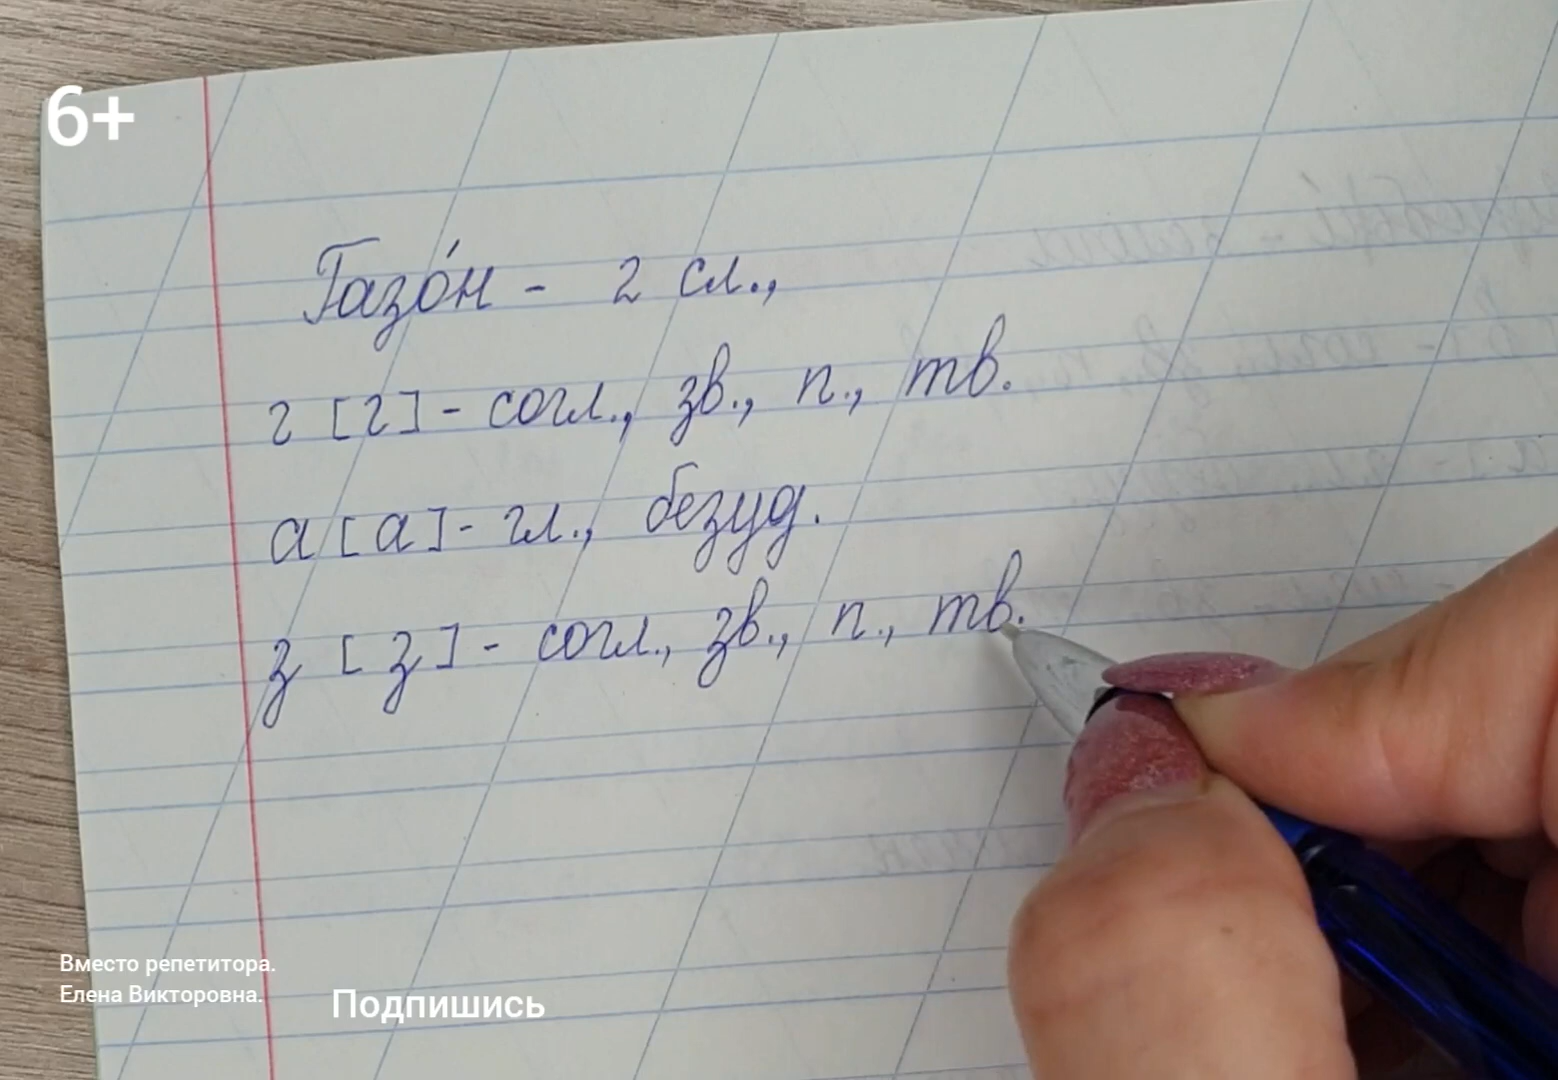 6+
Газо́н - 2 сл.,
г [г] - согл., зв., п., тв.
а [а] - гл., безуд.
з [з] - согл., зв., п., тв.
Вместо репетитора.
Елена Викторовна.
Подпишись